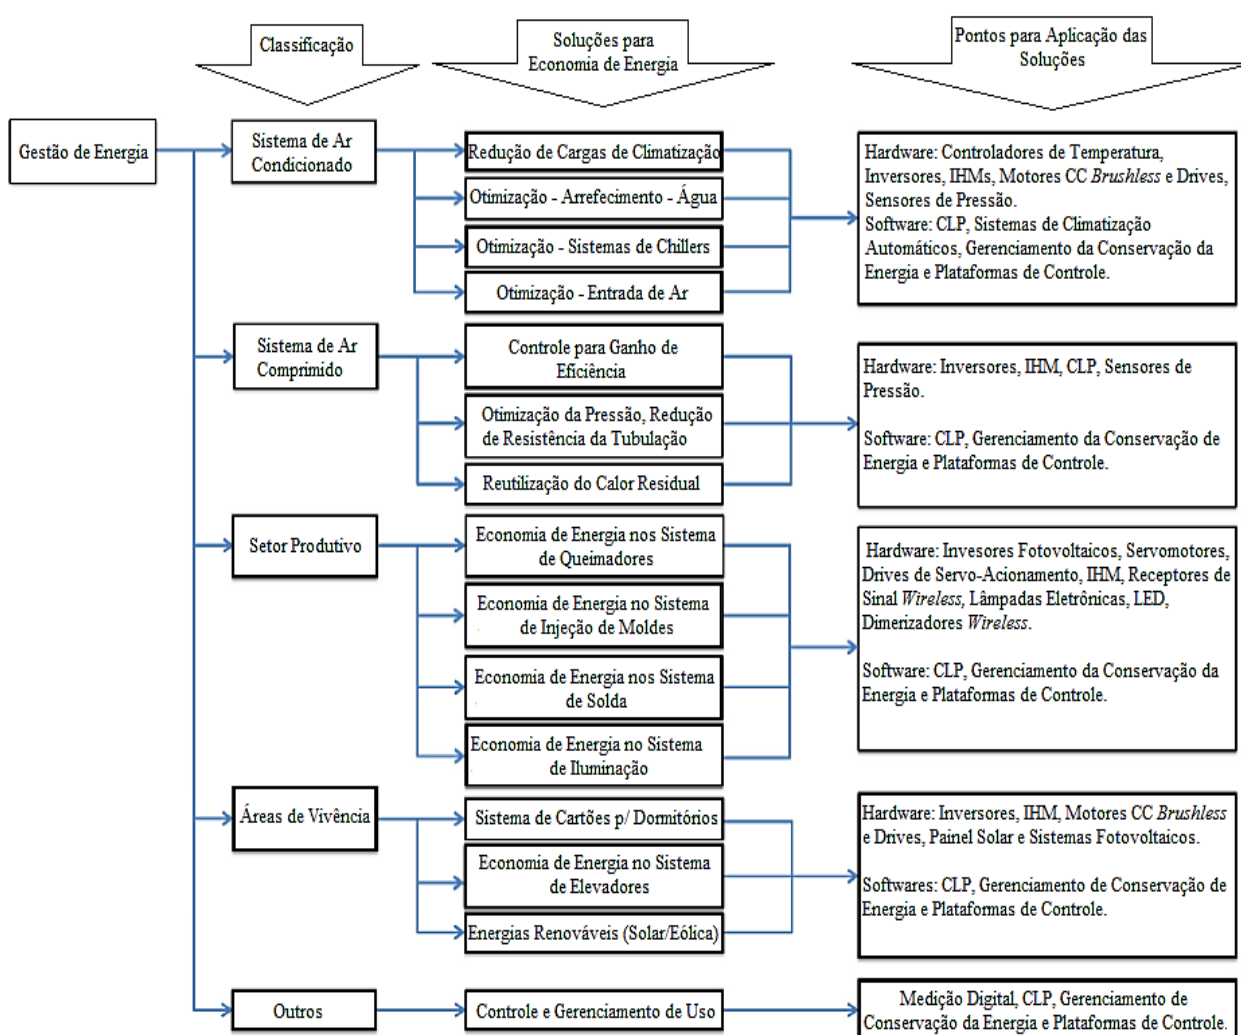 Classificação
Soluções para
Economia de Energia
Pontos para Aplicação das
Soluções
Gestão de Energia
Sistema de Ar
Condicionado
Redução de Cargas de Climatização
Otimização - Arrefecimento - Água
Otimização - Sistemas de Chillers
Otimização - Entrada de Ar
Hardware: Controladores de Temperatura,
Inversores, IHMs, Motores CC Brushless e Drives,
Sensores de Pressão.
Software: CLP, Sistemas de Climatização
Automáticos, Gerenciamento da Conservação da
Energia e Plataformas de Controle.
Sistema de Ar
Comprimido
Controle para Ganho de
Eficiência
Otimização da Pressão, Redução
de Resistência da Tubulação
Reutilização do Calor Residual
Hardware: Inversores, IHM, CLP, Sensores de
Pressão.
Software: CLP, Gerenciamento da Conservação de
Energia e Plataformas de Controle.
Setor Produtivo
Economia de Energia nos Sistema
de Queimadores
Economia de Energia no Sistema
de Injeção de Moldes
Economia de Energia nos Sistema
de Solda
Economia de Energia no Sistema
de Iluminação
Hardware: Invesores Fotovoltaicos, Servomotores,
Drives de Servo-Acionamento, IHM, Receptores de
Sinal Wireless, Lâmpadas Eletrônicas, LED,
Dimerizadores Wireless.
Software: CLP, Gerenciamento da Conservação da
Energia e Plataformas de Controle.
Áreas de Vivência
Sistema de Cartões p/ Dormitórios
Economia de Energia no Sistema
de Elevadores
Energias Renováveis (Solar/Eólica)
Hardware: Inversores, IHM, Motores CC Brushless
e Drives, Painel Solar e Sistemas Fotovoltaicos.
Softwares: CLP, Gerenciamento de Conservação de
Energia e Plataformas de Controle.
Outros
Controle e Gerenciamento de Uso
Medição Digital, CLP, Gerenciamento de
Conservação da Energia e Plataformas de Controle.